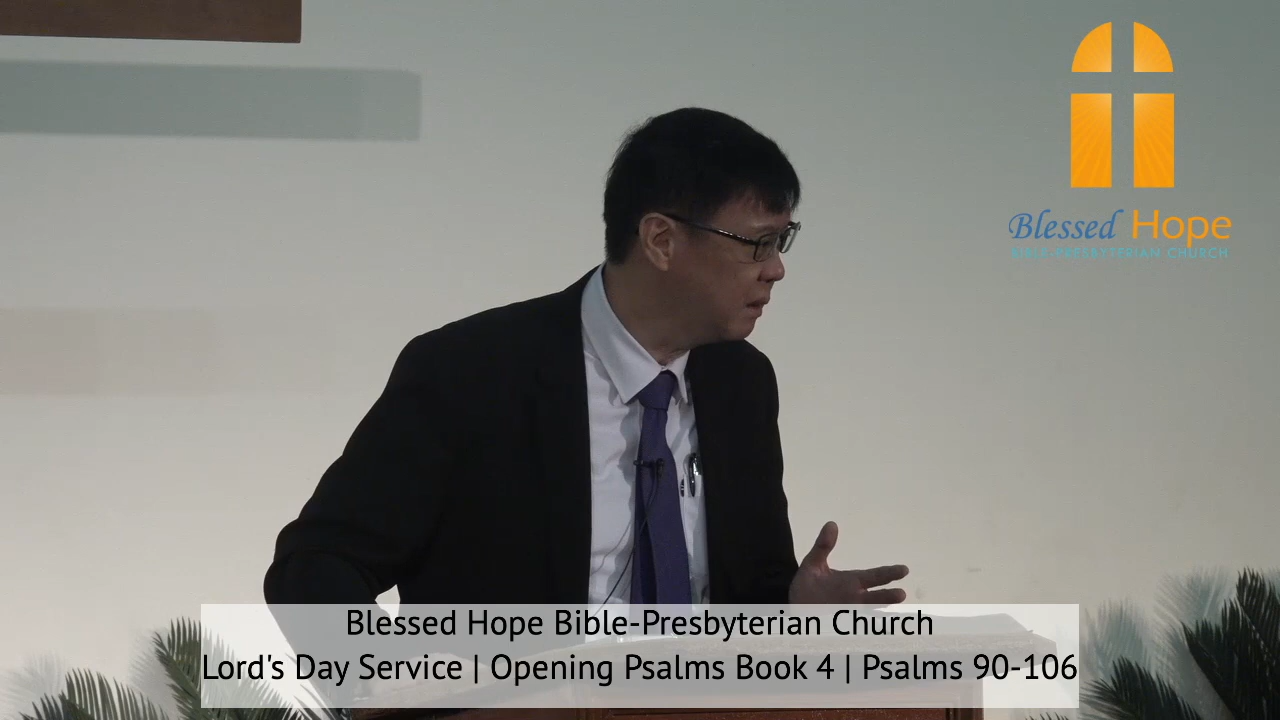 Blessed Hope
BIBLE-PRESBYTERIAN CHURCH
Blessed Hope Bible-Presbyterian Church
Lord's Day Service | Opening Psalms Book 4 | Psalms 90-106